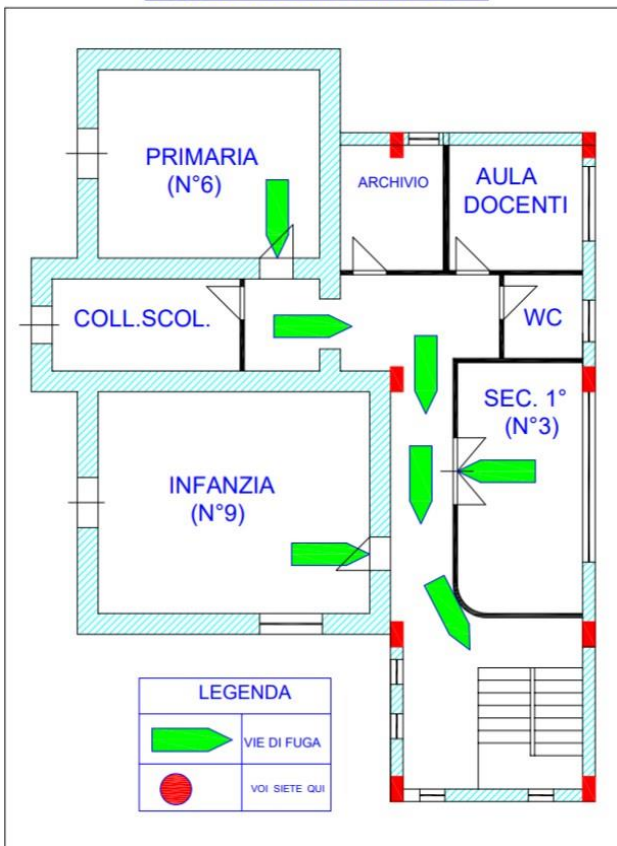 PRIMARIA
(N°6)
ARCHIVIO
AULA
DOCENTI
COLL.SCOL.
WC
SEC. 1°
(N°3)
INFANZIA
(N°9)
LEGENDA
VIE DI FUGA
VOI SIETE QUI